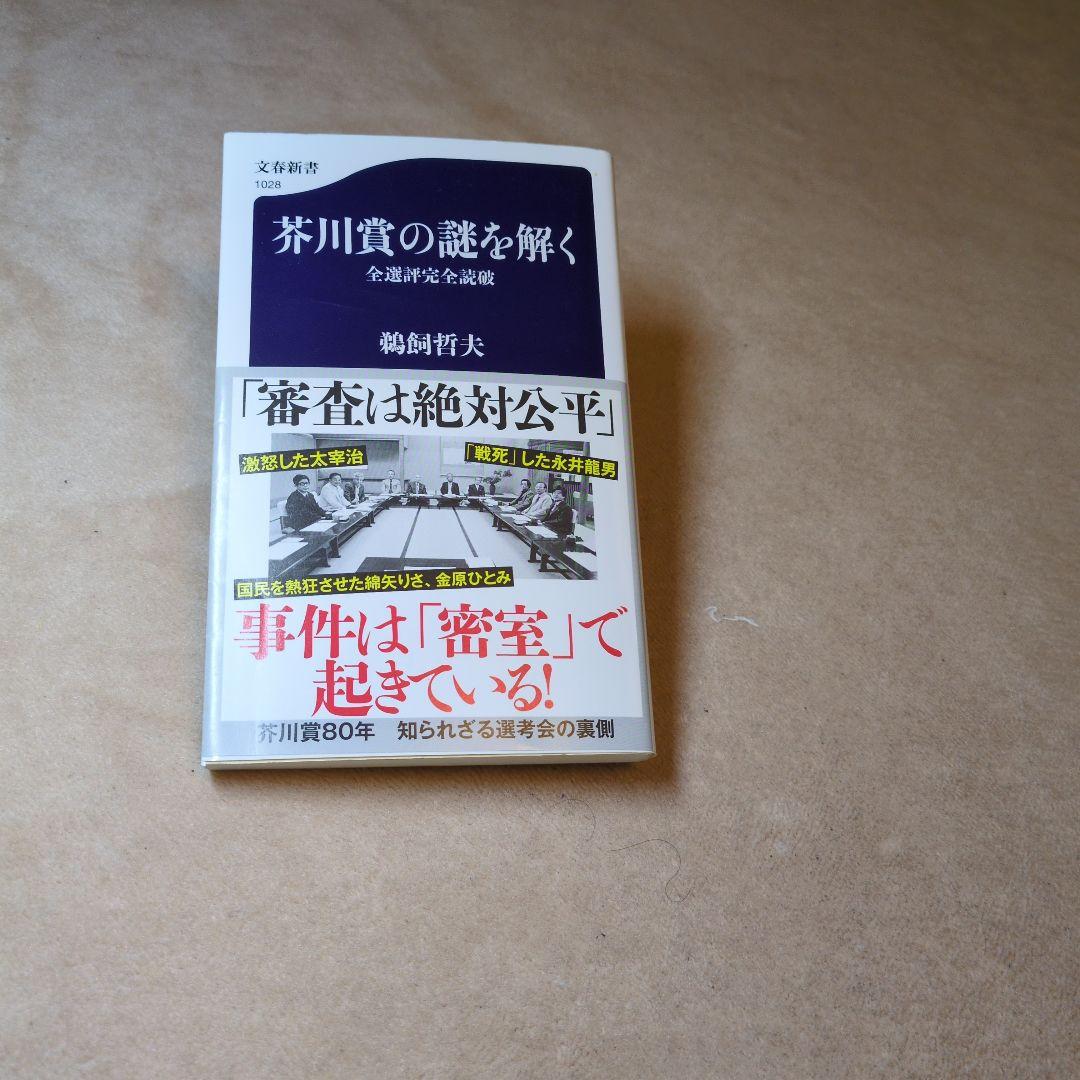 文春新書
1028
芥川賞の謎を解く
全選評完全読破
鵜飼哲夫
「審査は絶対公平」
激怒した太宰治
「戦死」した永井龍男
国民を熱狂させた綿矢りさ、金原ひとみ
事件は「密室」で
起きている!
芥川賞80年 知られざる選考会の裏側